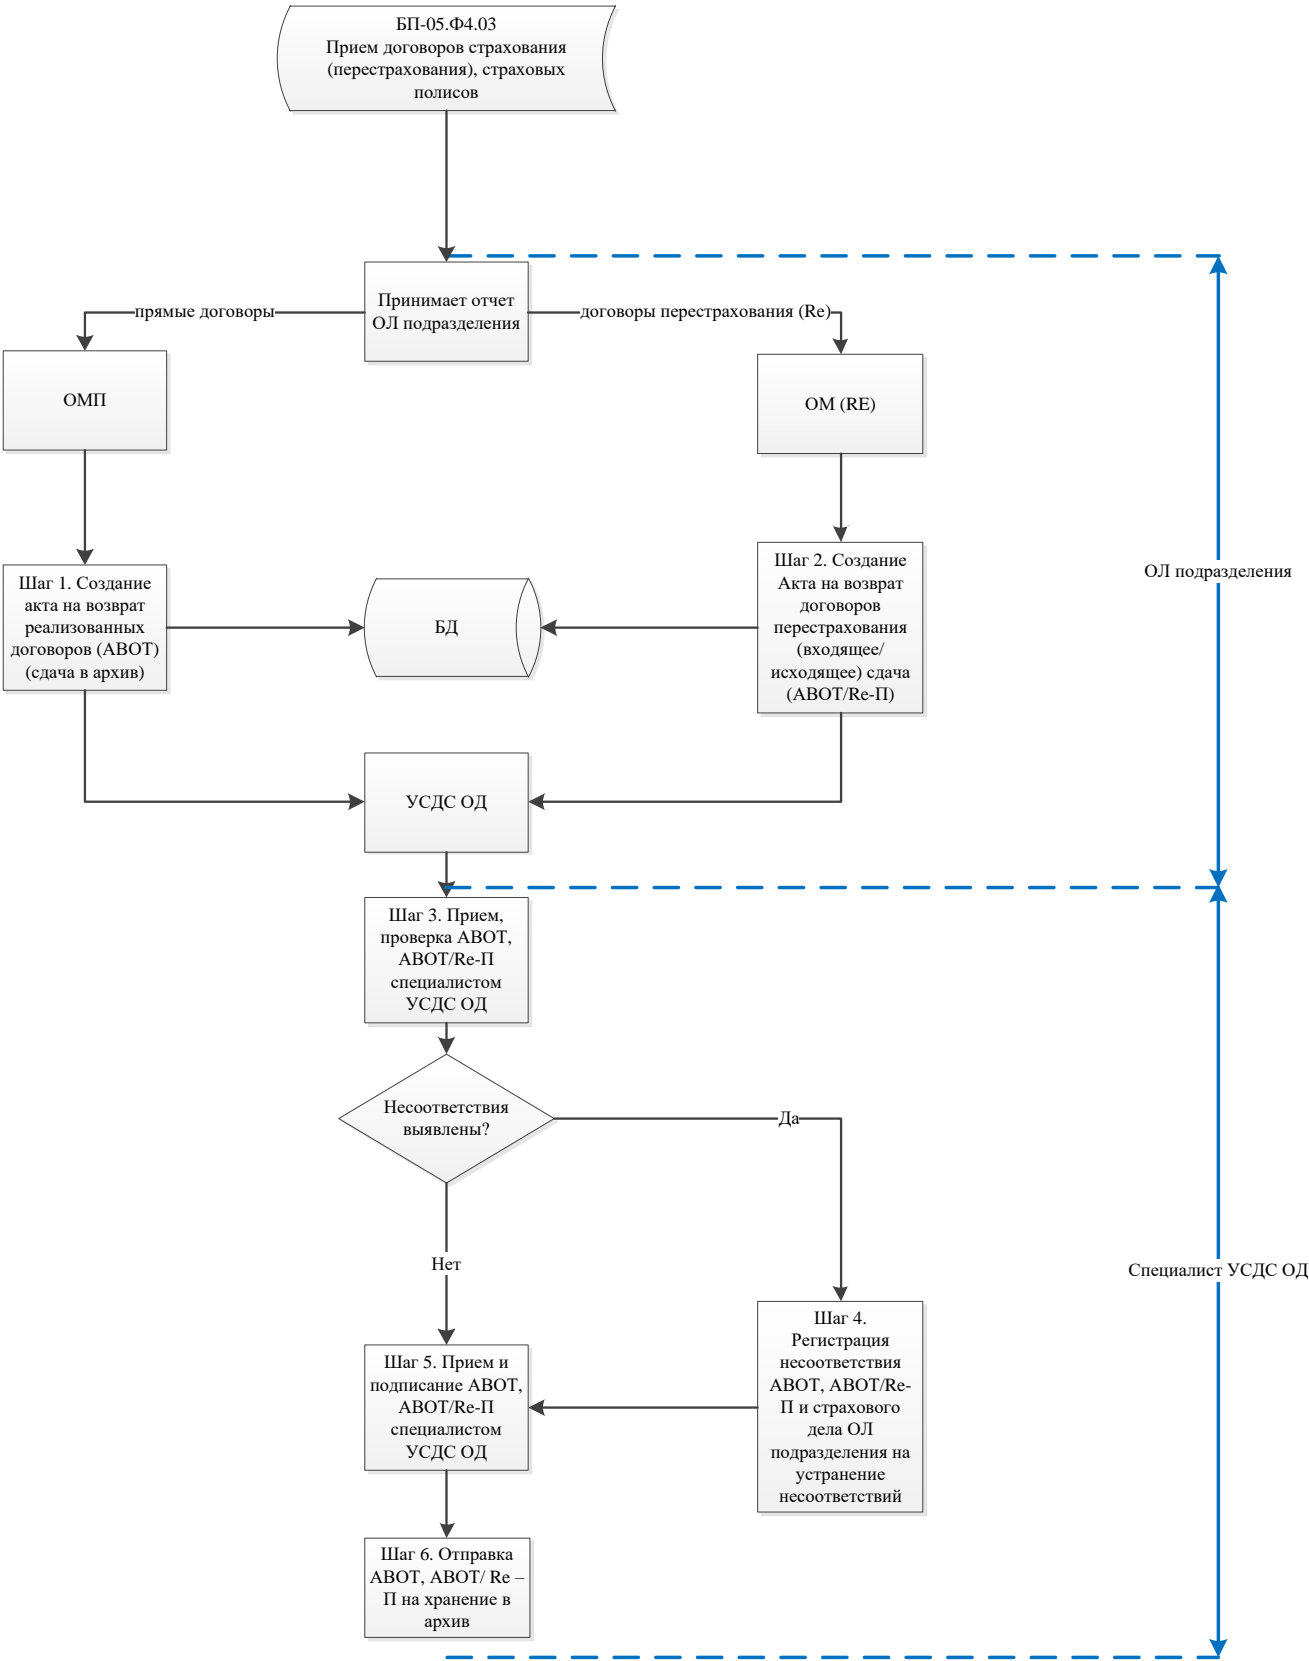 БП-05.Ф4.03
Прием договоров страхования
(перестрахования), страховых
полисов
Принимает отчет
ОЛ подразделения
прямые договоры
договоры перестрахования (Re)
ОМП
ОМ (RE)
Шаг 1. Создание
акта на возврат
реализованных
договоров (АВОТ)
(сдача в архив)
БД
Шаг 2. Создание
Акта на возврат
договоров
перестрахования
(входящее/
исходящее) сдача
(АВОТ/Re-П)
ОЛ подразделения
УСДС ОД
Шаг 3. Прием,
проверка АВОТ,
АВОТ/Re-П
специалистом
УСДС ОД
Несоответствия
выявлены?
Да
Нет
Специалист УСДС ОД
Шаг 4.
Регистрация
несоответствия
АВОТ, АВОТ/Re-
П и страхового
дела ОЛ
подразделения на
устранение
несоответствий
Шаг 5. Прием и
подписание АВОТ,
АВОТ/Re-П
специалистом
УСДС ОД
Шаг 6. Отправка
АВОТ, АВОТ/ Re –
П на хранение в
архив